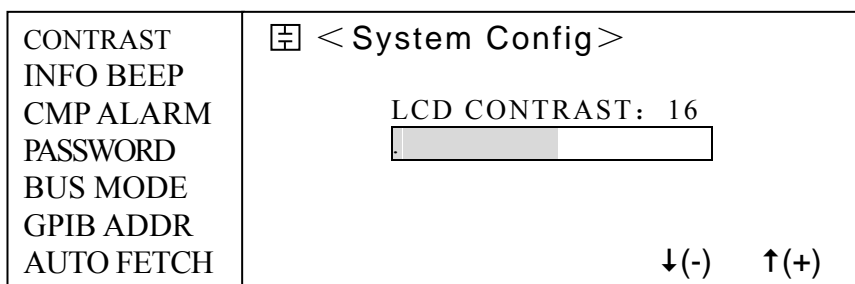 CONTRAST
INFO BEEP
CMP ALARM
PASSWORD
BUS MODE
GPIB ADDR
AUTO FETCH
＜System Config＞
LCD CONTRAST： 16
↓(-) ↑(+)